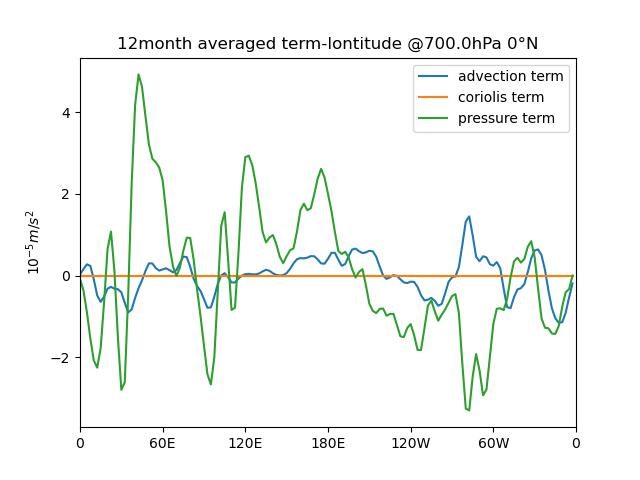 12month averaged term-lontitude @700.0hPa 0°N
advection term
coriolis term
pressure term
10⁻⁵m/s²
4
2
0
−2
0 60E 120E 180E 120W 60W 0